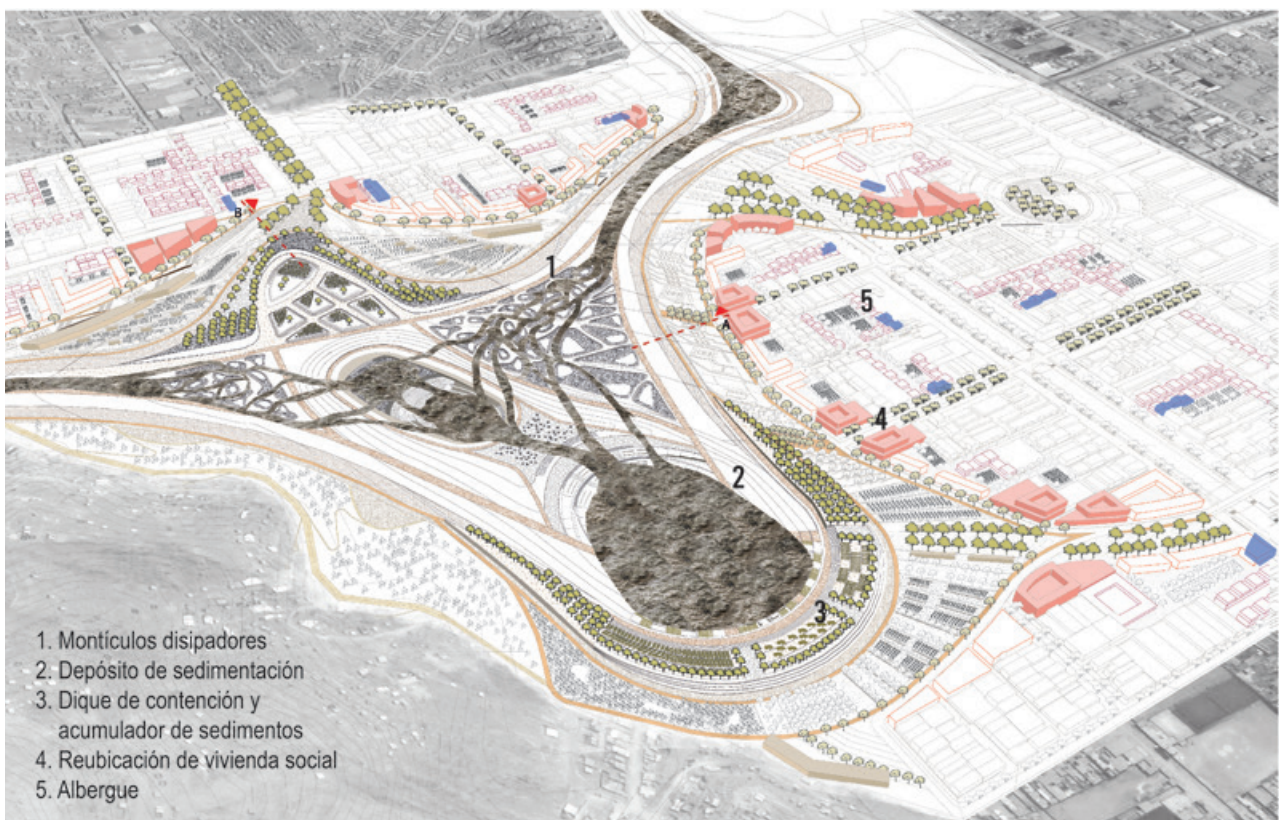 B
1
5
A
4
2
3
1. Montículos disipadores
2. Depósito de sedimentación
3. Dique de contención y
acumulador de sedimentos
4. Reubicación de vivienda social
5. Albergue